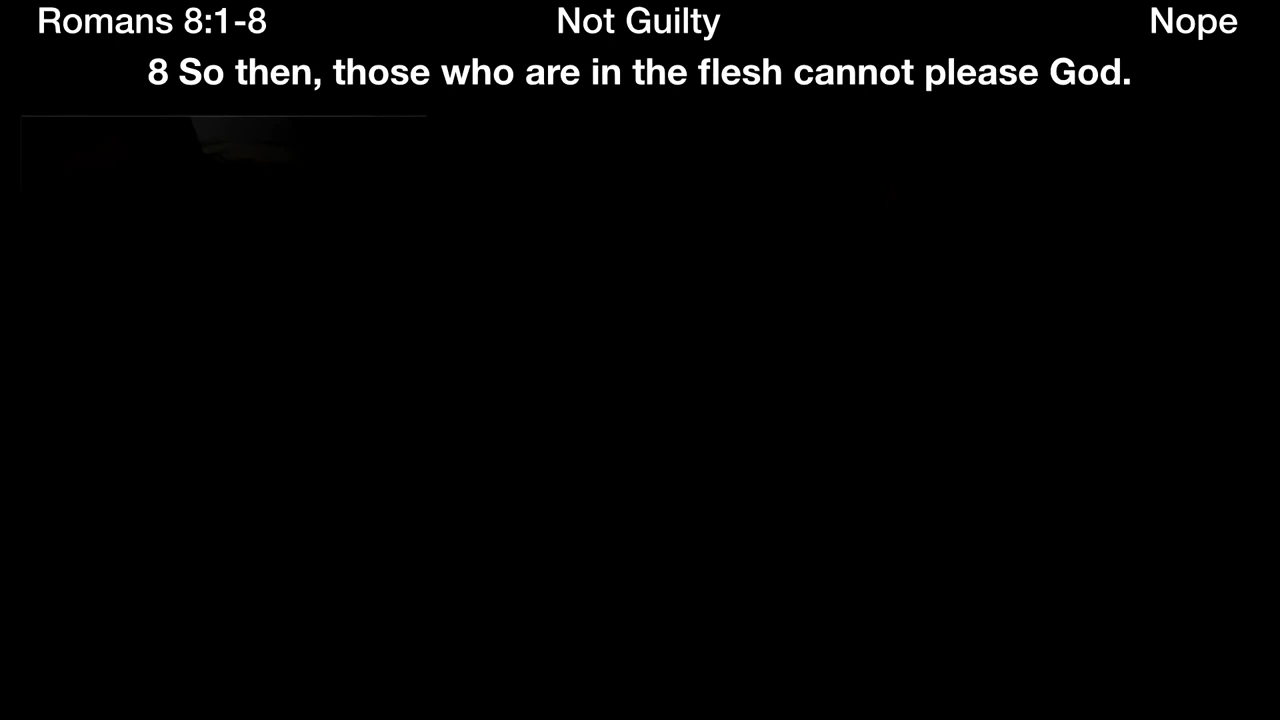 Romans 8:1-8 Not Guilty Nope
8 So then, those who are in the flesh cannot please God.